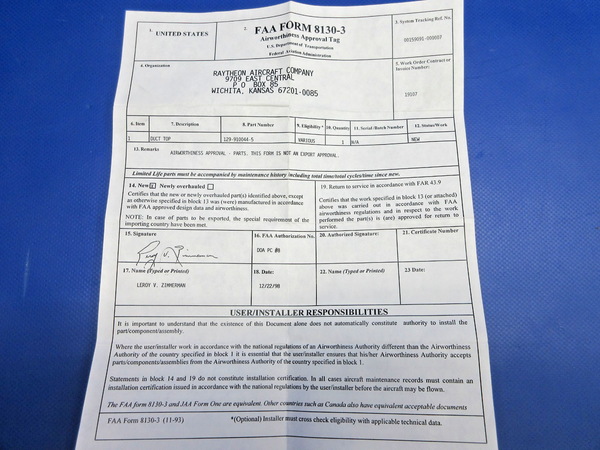 1. UNITED STATES
2. FAA FORM 8130-3
Airworthiness Approval Tag
U.S. Department of Transportation
Federal Aviation Administration
3. System Tracking Ref. No.
4. Organization
RAYTHEON AIRCRAFT COMPANY
9709 EAST CENTRAL
P.O. BOX 85
WICHITA, KANSAS 67201-0085
5. Work Order Contract or
Invoice Number:
19557
6. Item 7. Description 8. Part Number 9. Eligibility* 10. Quantity 11. Serial/Batch Number 12. Status/Work
1 DUCT TOP 129-910044-5 VARIOUS 1 N/A NEW
13. Remarks
AIRWORTHINESS APPROVAL - PARTS. THIS FORM IS NOT AN EXPORT APPROVAL.
Limited Life parts must be accompanied by maintenance history including total time/total cycles/time since new.
14. New Newly overhauled
Certifies that the new or newly overhauled part(s) identified above, except
as otherwise specified in block 13 was (were) manufactured in accordance
with FAA approved design data and airworthiness.
NOTE: In case of parts to be exported, the special requirement of the
importing country have been met.
19. Return to service in accordance with FAR 43.9
Certifies that the work specified in block 13 (or attached)
above was carried out in accordance with FAA
airworthiness regulations and in respect to the work
performed the part(s) is (are) approved for return to
service.
15. Signature
Leroy V. Zimmerman
16. FAA Authorization No.
DOA PC #8
20. Authorized Signature:
21. Certificate Number
17. Name (Typed or Printed)
LEROY V. ZIMMERMAN
18. Date:
12/22/98
22. Name (Typed or Printed)
23 Date:
USER/INSTALLER RESPONSIBILITIES
It is important to understand that the existence of this Document alone does not automatically constitute authority to install the
part/component/assembly.
Where the user/installer work in accordance with the national regulations of an Airworthiness Authority different than the Airworthiness
Authority of the country specified in block 1 it is essential that the user/installer ensures that his/her Airworthiness Authority accepts
parts/components/assemblies from the Airworthiness Authority of the country specified in block 1.
Statements in block 14 and 19 do not constitute installation certification. In all cases aircraft maintenance records must contain an
installation certification issued in accordance with the national regulations by the user/installer before the aircraft may be flown.
The FAA form 8130-3 and JAA Form One are equivalent. Other countries such as Canada also have equivalent acceptable documents
FAA Form 8130-3 (11-93) *(Optional) Installer must cross check eligibility with applicable technical data.